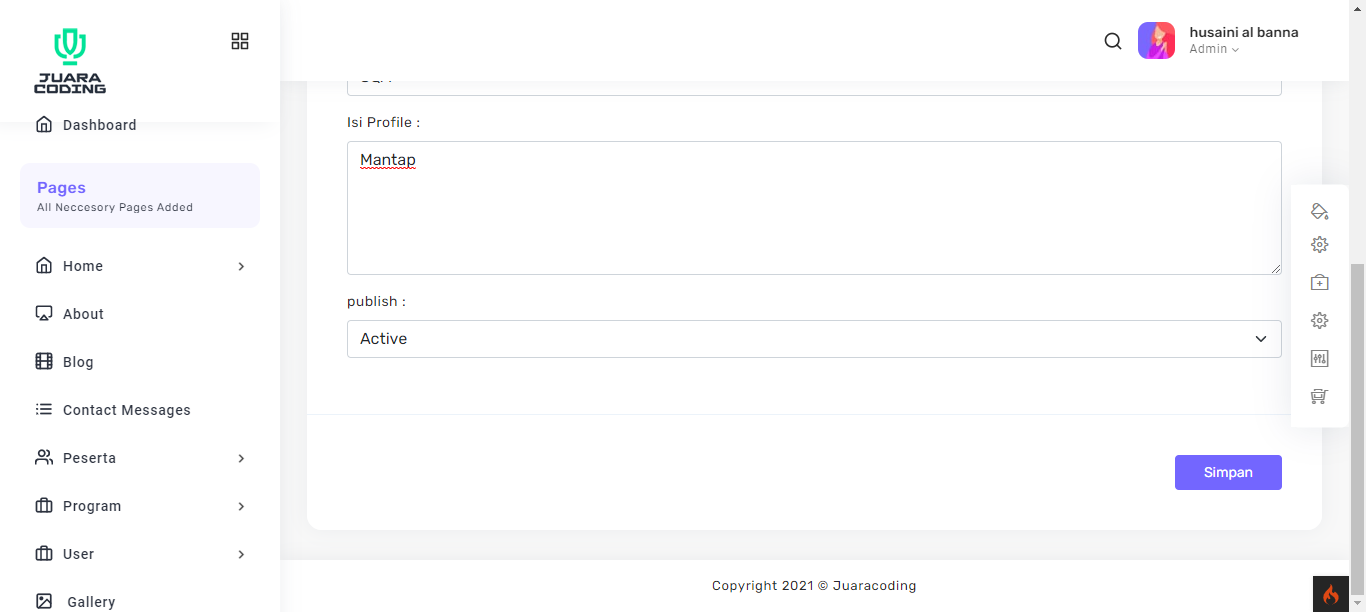 JUARA
CODING
husaini al banna
Admin
Dashboard
Pages
All Neccesory Pages Added
Home
About
Blog
Contact Messages
Peserta
Program
User
Gallery
Isi Profile :
Mantap
publish :
Active
Simpan
Copyright 2021 © Juaracoding